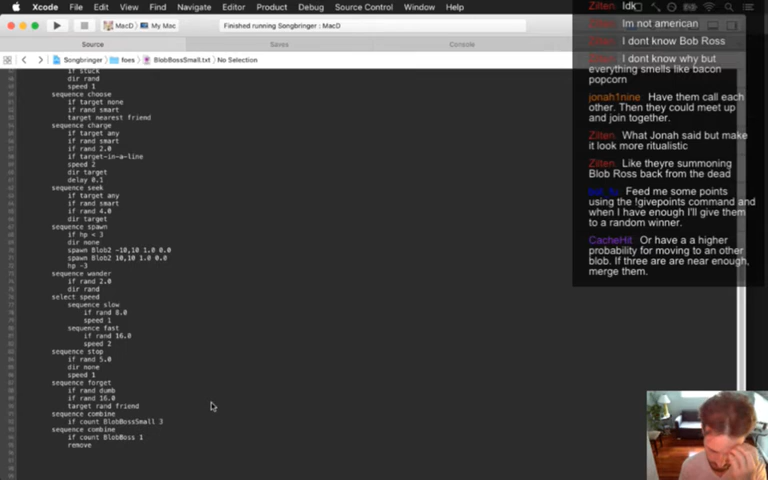 Xcode File Edit View Find Navigate Editor Product Debug Source Control Window Help
MacD My Mac Finished running Songbringer : MacD
Source Saves Console
Songbringer foes BlobBossSmall.txt No Selection
if stuck
dir rand
speed 1
sequence choose
if target none
if rand smart
target nearest friend
sequence charge
if target any
if rand smart
if rand 2.0
if target-in-a-line
speed 2
dir target
delay 0.1
sequence seek
if target any
if rand smart
if rand 4.0
dir target
sequence spawn
if hp < 3
dir none
spawn Blob2 -10,10 1.0 0.0
spawn Blob2 10,10 1.0 0.0
hp -3
sequence wander
if rand 2.0
dir rand
select speed
sequence slow
if rand 8.0
speed 1
sequence fast
if rand 16.0
speed 2
sequence stop
if rand 5.0
dir none
speed 1
sequence forget
if rand dumb
if rand 16.0
target rand friend
sequence combine
if count BlobBossSmall 3
sequence combine
if count BlobBoss 1
remove
Zilten: Idk
Zilten: Im not american
Zilten: I dont know Bob Ross
Zilten: I dont know why but
everything smells like bacon
popcorn
jonah1nine: Have them call each
other. Then they could meet up
and join together.
Zilten: What Jonah said but make
it look more ritualistic
Zilten: Like theyre summoning
Blob Ross back from the dead
Feed me some points
using the !givepoints command and
when I have enough I'll give them
to a random winner.
CacheHit: Or have a a higher
probability for moving to an other
blob. If three are are near enough,
merge them.